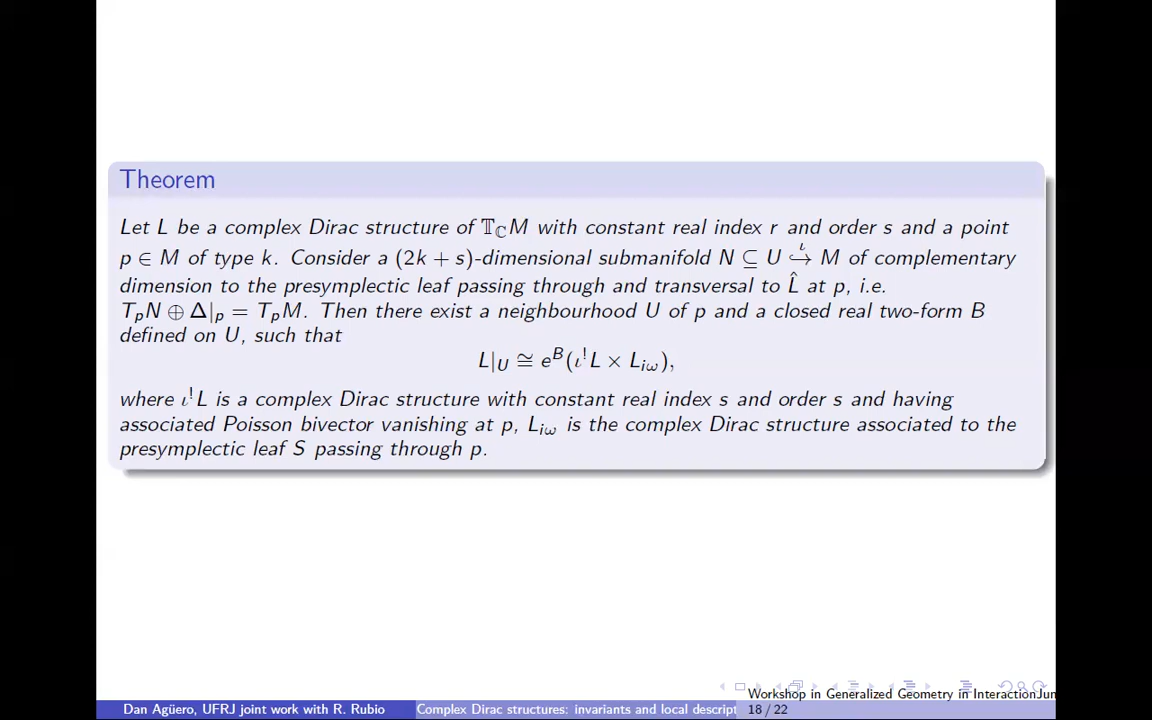 Theorem
Let L be a complex Dirac structure of 𝕋_ℂM with constant real index r and order s and a point
p ∈ M of type k. Consider a (2k + s)-dimensional submanifold N ⊆ U ↪^ι M of complementary
dimension to the presymplectic leaf passing through and transversal to L̂ at p, i.e.
T_pN ⊕ Δ|_p = T_pM. Then there exist a neighbourhood U of p and a closed real two-form B
defined on U, such that
L|_U ≅ e^B(ι^!L × L_{iω}),
where ι^!L is a complex Dirac structure with constant real index s and order s and having
associated Poisson bivector vanishing at p, L_{iω} is the complex Dirac structure associated to the
presymplectic leaf S passing through p.
Workshop in Generalized Geometry in InteractionJun
Dan Agüero, UFRJ joint work with R. Rubio Complex Dirac structures: invariants and local descript 18 / 22